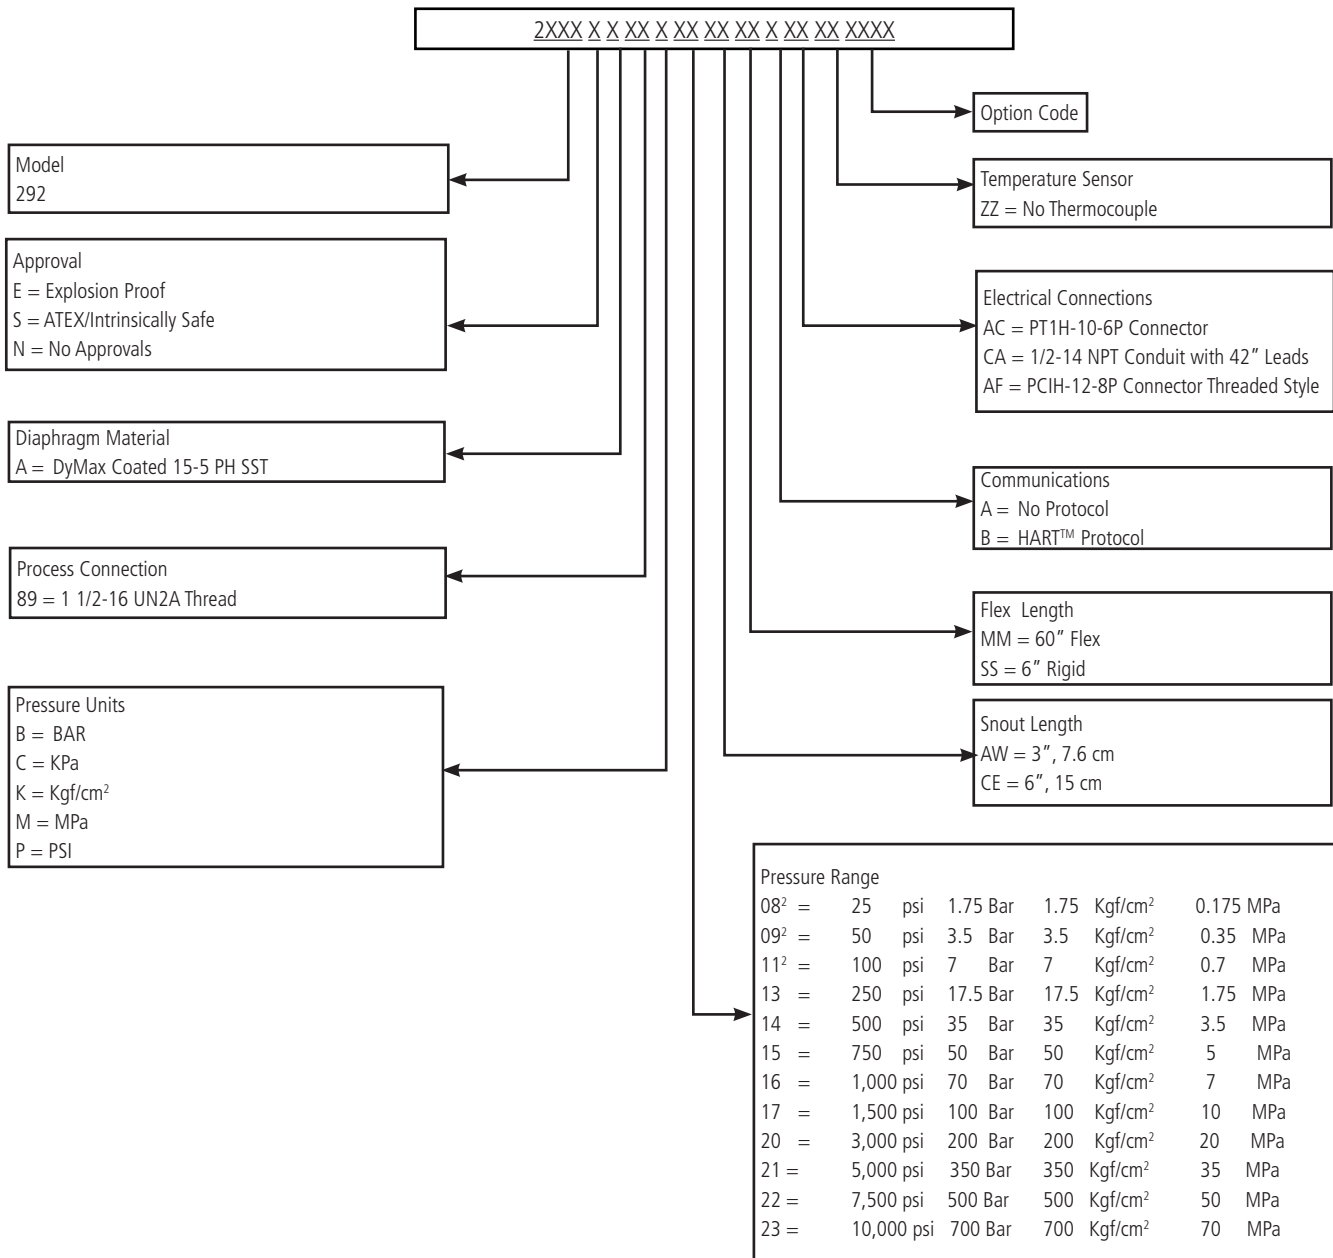 2XXX X X XX X XX XX XX X XX XX XXXX
Option Code
Model
292
Temperature Sensor
ZZ = No Thermocouple
Approval
E = Explosion Proof
S = ATEX/Intrinsically Safe
N = No Approvals
Electrical Connections
AC = PT1H-10-6P Connector
CA = 1/2-14 NPT Conduit with 42″ Leads
AF = PCIH-12-8P Connector Threaded Style
Diaphragm Material
A = DyMax Coated 15-5 PH SST
Communications
A = No Protocol
B = HART™ Protocol
Process Connection
89 = 1 1/2-16 UN2A Thread
Flex Length
MM = 60″ Flex
SS = 6″ Rigid
Pressure Units
B = BAR
C = KPa
K = Kgf/cm²
M = MPa
P = PSI
Snout Length
AW = 3″, 7.6 cm
CE = 6″, 15 cm
Pressure Range
08² = 25 psi 1.75 Bar 1.75 Kgf/cm² 0.175 MPa
09² = 50 psi 3.5 Bar 3.5 Kgf/cm² 0.35 MPa
11² = 100 psi 7 Bar 7 Kgf/cm² 0.7 MPa
13 = 250 psi 17.5 Bar 17.5 Kgf/cm² 1.75 MPa
14 = 500 psi 35 Bar 35 Kgf/cm² 3.5 MPa
15 = 750 psi 50 Bar 50 Kgf/cm² 5 MPa
16 = 1,000 psi 70 Bar 70 Kgf/cm² 7 MPa
17 = 1,500 psi 100 Bar 100 Kgf/cm² 10 MPa
20 = 3,000 psi 200 Bar 200 Kgf/cm² 20 MPa
21 = 5,000 psi 350 Bar 350 Kgf/cm² 35 MPa
22 = 7,500 psi 500 Bar 500 Kgf/cm² 50 MPa
23 = 10,000 psi 700 Bar 700 Kgf/cm² 70 MPa